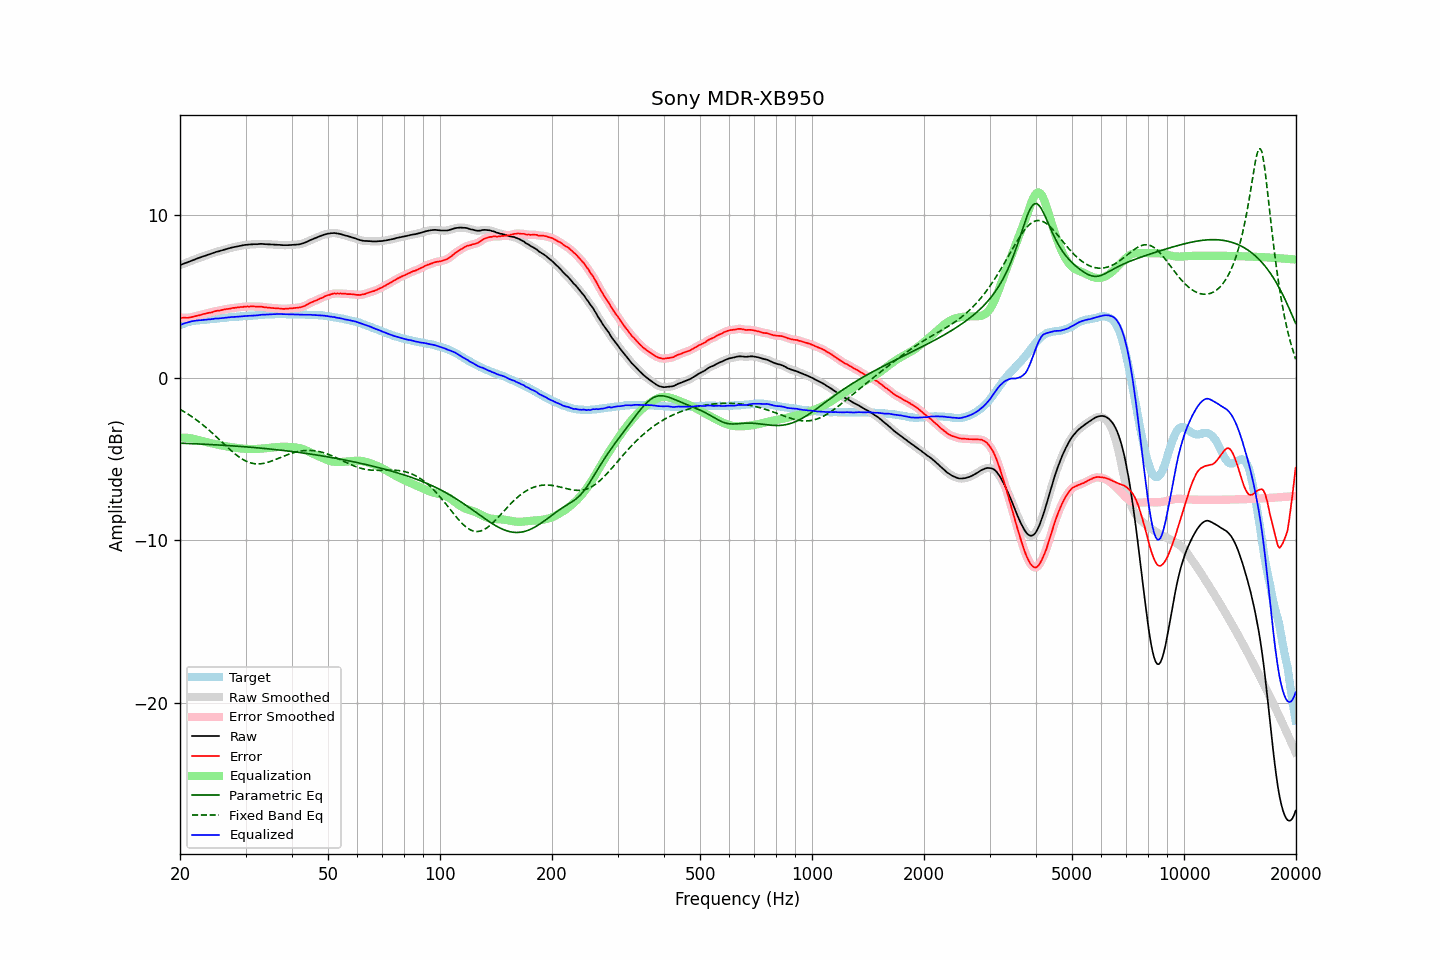 Sony MDR-XB950
Amplitude (dBr)
10
0
−10
−20
Target
Raw Smoothed
Error Smoothed
Raw
Error
Equalization
Parametric Eq
Fixed Band Eq
Equalized
20 50 100 200 500 1000 2000 5000 10000 20000
Frequency (Hz)